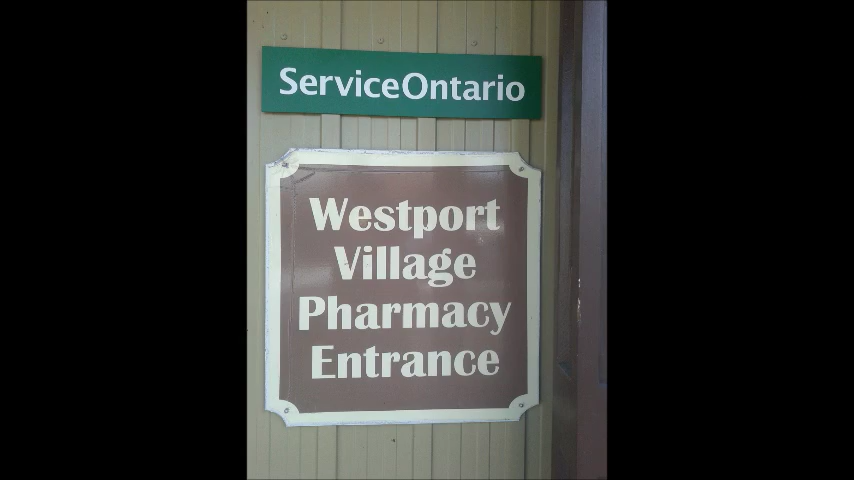 ServiceOntario
Westport
Village
Pharmacy
Entrance